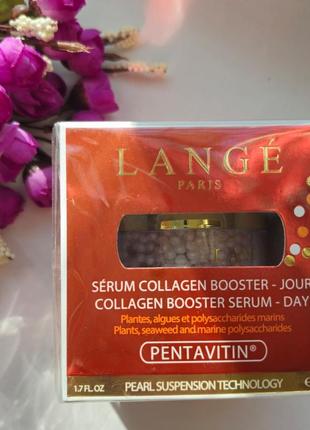 LANGÉ
PARIS
SÉRUM COLLAGEN BOOSTER - JOUR
COLLAGEN BOOSTER SERUM - DAY
Plantes, algues et polysaccharides marins
Plants, seaweed and marine polysaccharides
PENTAVITIN®
1.7 FL. OZ PEARL SUSPENSION TECHNOLOGY